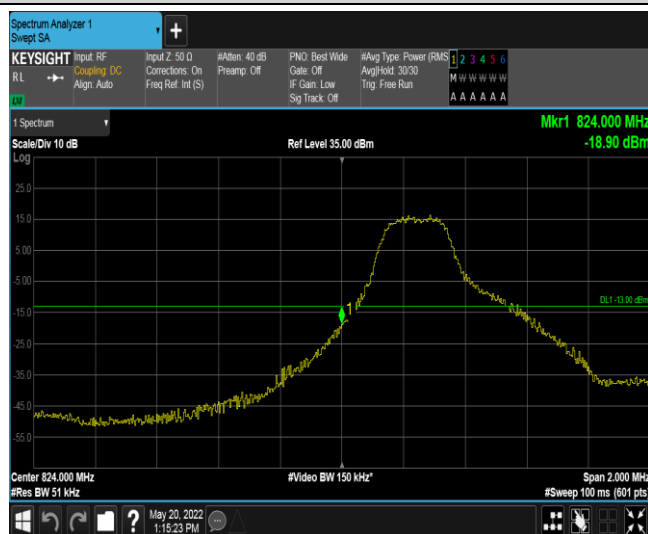 Spectrum Analyzer 1
Swept SA
+
KEYSIGHT
RL
LXI
Input: RF
Coupling: DC
Align: Auto
Input Z: 50 Ω
Corrections: On
Freq Ref: Int (S)
#Atten: 40 dB
Preamp: Off
PNO: Best Wide
Gate: Off
IF Gain: Low
Sig Track: Off
#Avg Type: Power (RMS
Avg|Hold: 30/30
Trig: Free Run
1 2 3 4 5 6
M W W W W W
A A A A A A
1 Spectrum
Scale/Div 10 dB
Log
Ref Level 35.00 dBm
Mkr1 824.000 MHz
-18.90 dBm
25.0
15.0
5.00
-5.00
1
DL1 -13.00 dBm
-15.0
-25.0
-35.0
-45.0
-55.0
Center 824.000 MHz
#Res BW 51 kHz
#Video BW 150 kHz*
Span 2.000 MHz
#Sweep 100 ms (601 pts)
?
May 20, 2022
1:15:23 PM